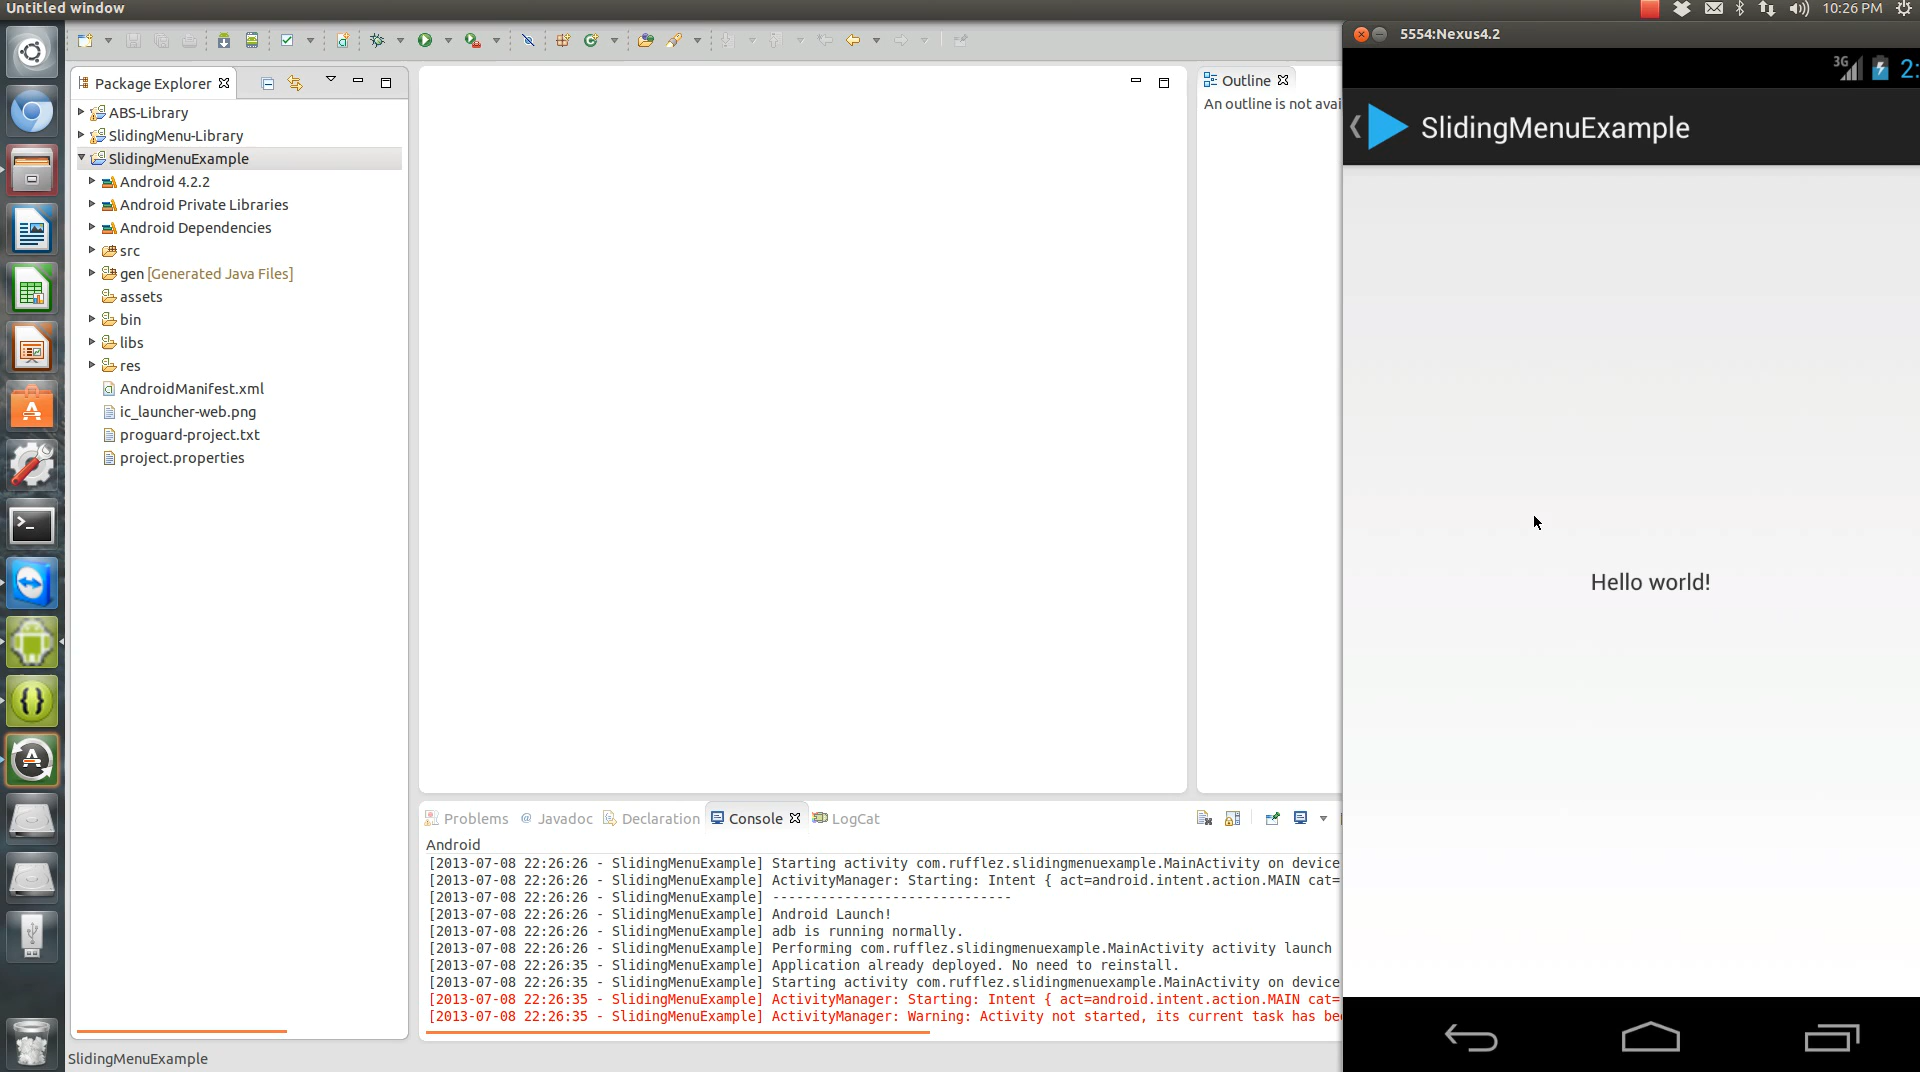 Untitled window
10:26 PM
Package Explorer
ABS-Library
SlidingMenu-Library
SlidingMenuExample
Android 4.2.2
Android Private Libraries
Android Dependencies
src
gen [Generated Java Files]
assets
bin
libs
res
AndroidManifest.xml
ic_launcher-web.png
proguard-project.txt
project.properties
Outline
An outline is not avai
5554:Nexus4.2
3G
2:
SlidingMenuExample
Hello world!
Problems @ Javadoc Declaration Console LogCat
Android
[2013-07-08 22:26:26 - SlidingMenuExample] Starting activity com.rufflez.slidingmenuexample.MainActivity on device
[2013-07-08 22:26:26 - SlidingMenuExample] ActivityManager: Starting: Intent { act=android.intent.action.MAIN cat=
[2013-07-08 22:26:26 - SlidingMenuExample] ------------------------------
[2013-07-08 22:26:26 - SlidingMenuExample] Android Launch!
[2013-07-08 22:26:26 - SlidingMenuExample] adb is running normally.
[2013-07-08 22:26:26 - SlidingMenuExample] Performing com.rufflez.slidingmenuexample.MainActivity activity launch
[2013-07-08 22:26:35 - SlidingMenuExample] Application already deployed. No need to reinstall.
[2013-07-08 22:26:35 - SlidingMenuExample] Starting activity com.rufflez.slidingmenuexample.MainActivity on device
[2013-07-08 22:26:35 - SlidingMenuExample] ActivityManager: Starting: Intent { act=android.intent.action.MAIN cat=
[2013-07-08 22:26:35 - SlidingMenuExample] ActivityManager: Warning: Activity not started, its current task has be
SlidingMenuExample